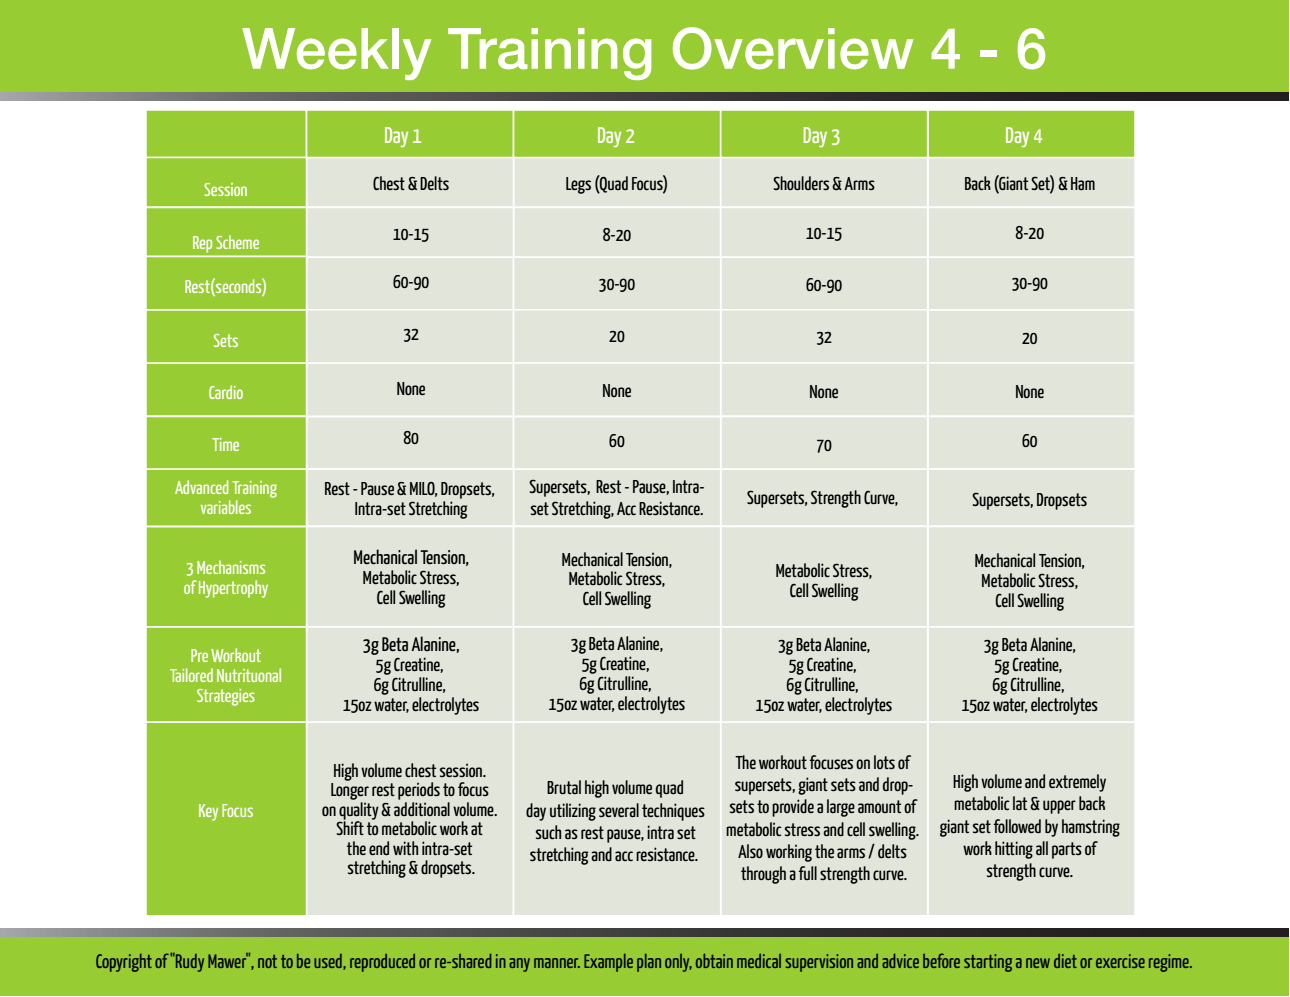 Weekly Training Overview 4 - 6
Day 1 Day 2 Day 3 Day 4
Session Chest & Delts Legs (Quad Focus) Shoulders & Arms Back (Giant Set) & Ham
Rep Scheme 10-15 8-20 10-15 8-20
Rest(seconds) 60-90 30-90 60-90 30-90
Sets 32 20 32 20
Cardio None None None None
Time 80 60 70 60
Advanced Training
variables
Rest - Pause & MILO, Dropsets,
Intra-set Stretching
Supersets, Rest - Pause, Intra-
set Stretching, Acc Resistance.
Supersets, Strength Curve,
Supersets, Dropsets
3 Mechanisms
of Hypertrophy
Mechanical Tension,
Metabolic Stress,
Cell Swelling
Mechanical Tension,
Metabolic Stress,
Cell Swelling
Metabolic Stress,
Cell Swelling
Mechanical Tension,
Metabolic Stress,
Cell Swelling
Pre Workout
Tailored Nutrituonal
Strategies
3g Beta Alanine,
5g Creatine,
6g Citrulline,
15oz water, electrolytes
3g Beta Alanine,
5g Creatine,
6g Citrulline,
15oz water, electrolytes
3g Beta Alanine,
5g Creatine,
6g Citrulline,
15oz water, electrolytes
3g Beta Alanine,
5g Creatine,
6g Citrulline,
15oz water, electrolytes
Key Focus
High volume chest session.
Longer rest periods to focus
on quality & additional volume.
Shift to metabolic work at
the end with intra-set
stretching & dropsets.
Brutal high volume quad
day utilizing several techniques
such as rest pause, intra set
stretching and acc resistance.
The workout focuses on lots of
supersets, giant sets and drop-
sets to provide a large amount of
metabolic stress and cell swelling.
Also working the arms / delts
through a full strength curve.
High volume and extremely
metabolic lat & upper back
giant set followed by hamstring
work hitting all parts of
strength curve.
Copyright of "Rudy Mawer", not to be used, reproduced or re-shared in any manner. Example plan only, obtain medical supervision and advice before starting a new diet or exercise regime.